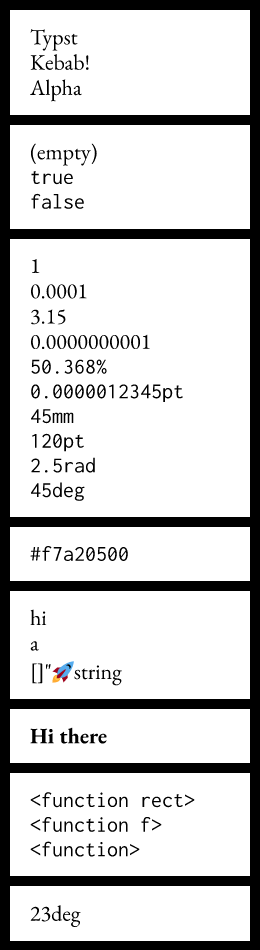 Typst
Kebab!
Alpha
(empty)
true
false
1
0.0001
3.15
0.0000000001
50.368%
0.0000012345pt
45mm
120pt
2.5rad
45deg
#f7a20500
hi
a
[]"🚀string
Hi there
<function rect>
<function f>
<function>
23deg